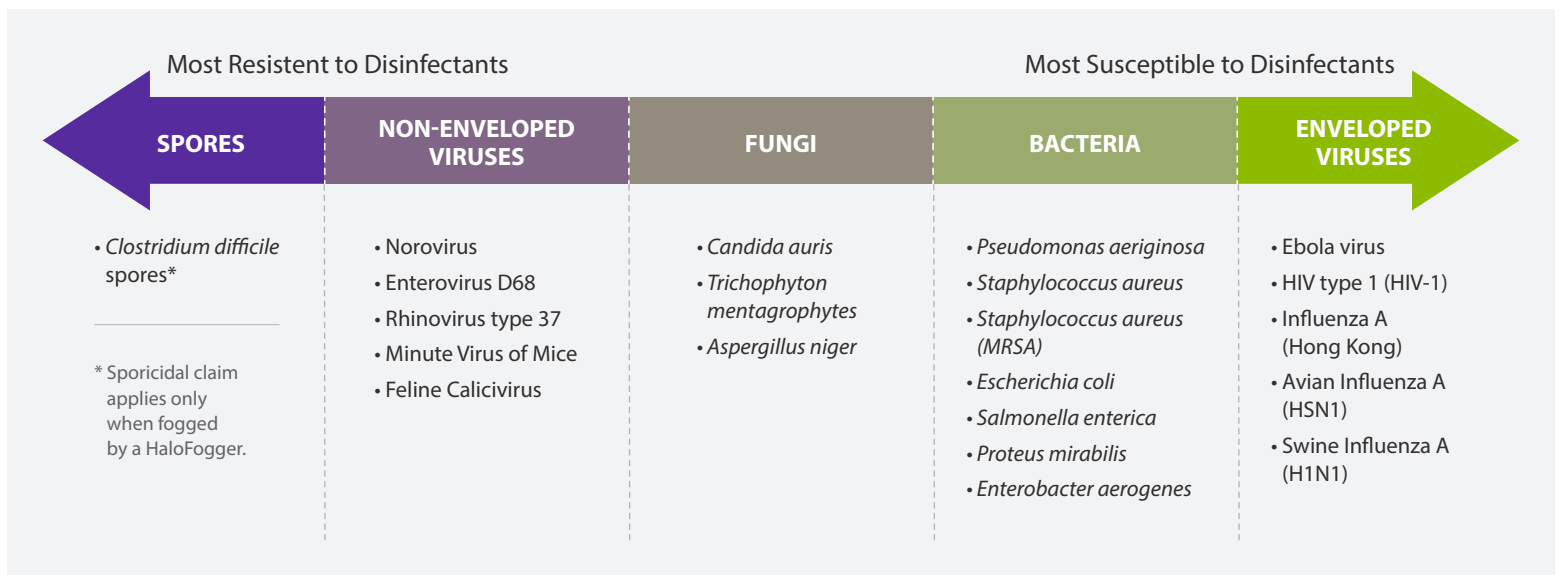 Most Resistent to Disinfectants
Most Susceptible to Disinfectants
SPORES
NON-ENVELOPED
VIRUSES
FUNGI
BACTERIA
ENVELOPED
VIRUSES
• Clostridium difficile
spores*
* Sporicidal claim
applies only
when fogged
by a HaloFogger.
• Norovirus
• Enterovirus D68
• Rhinovirus type 37
• Minute Virus of Mice
• Feline Calicivirus
• Candida auris
• Trichophyton
mentagrophytes
• Aspergillus niger
• Pseudomonas aeriginosa
• Staphylococcus aureus
• Staphylococcus aureus
(MRSA)
• Escherichia coli
• Salmonella enterica
• Proteus mirabilis
• Enterobacter aerogenes
• Ebola virus
• HIV type 1 (HIV-1)
• Influenza A
(Hong Kong)
• Avian Influenza A
(HSN1)
• Swine Influenza A
(H1N1)